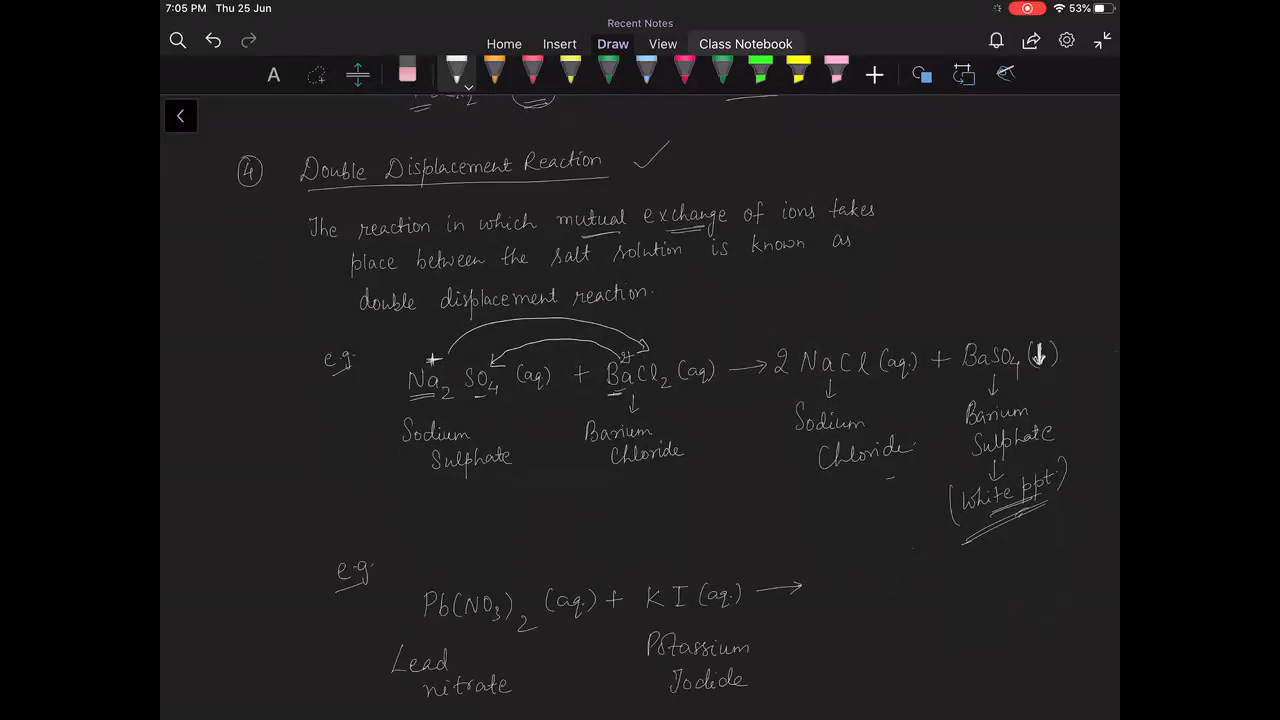 7:05 PM Thu 25 Jun
53%
Recent Notes
Home Insert Draw View Class Notebook
A
④ Double Displacement Reaction ✓
The reaction in which mutual exchange of ions takes
place between the salt solution is known as
double displacement reaction.
e.g. Na₂SO₄ (aq.) + BaCl₂ (aq) → 2 NaCl (aq.) + BaSO₄ (↓)
+ 2+
Sodium Sulphate
Barium Chloride
Sodium Chloride
Barium Sulphate
(White ppt.)
e.g.
Pb(NO₃)₂ (aq.) + KI (aq.) →
Lead nitrate
Potassium Iodide